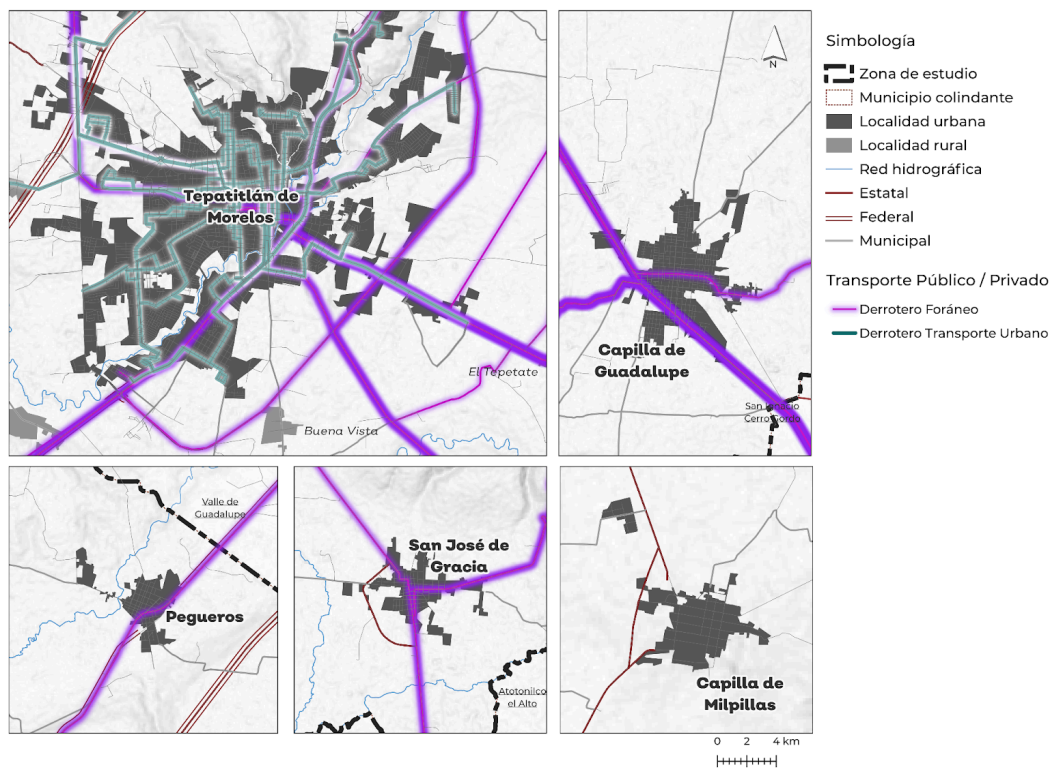 Tepatitlán de
Morelos
El Tepetate
Buena Vista
N
Capilla de
Guadalupe
San Ignacio
Cerro Gordo
Simbología
Zona de estudio
Municipio colindante
Localidad urbana
Localidad rural
Red hidrográfica
Estatal
Federal
Municipal
Transporte Público / Privado
Derrotero Foráneo
Derrotero Transporte Urbano
Valle de
Guadalupe
Pegueros
San José de
Gracia
Atotonilco
el Alto
Capilla de
Milpillas
0 2 4 km